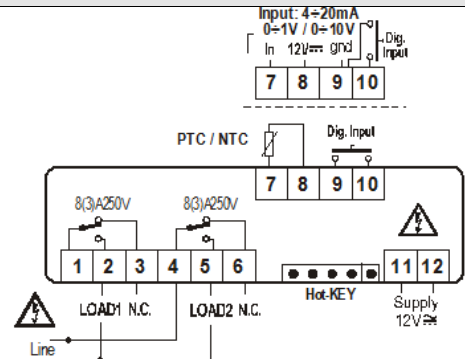 Input: 4÷20mA
0÷1V / 0÷10V
In 12V⎓ gnd
Dig.
Input
7 8 9 10
PTC / NTC
Dig. Input
7 8 9 10
8(3)A250V 8(3)A250V
1 2 3 4 5 6
11 12
LOAD1 N.C. LOAD2 N.C.
Hot-KEY
Supply
12V≂
Line